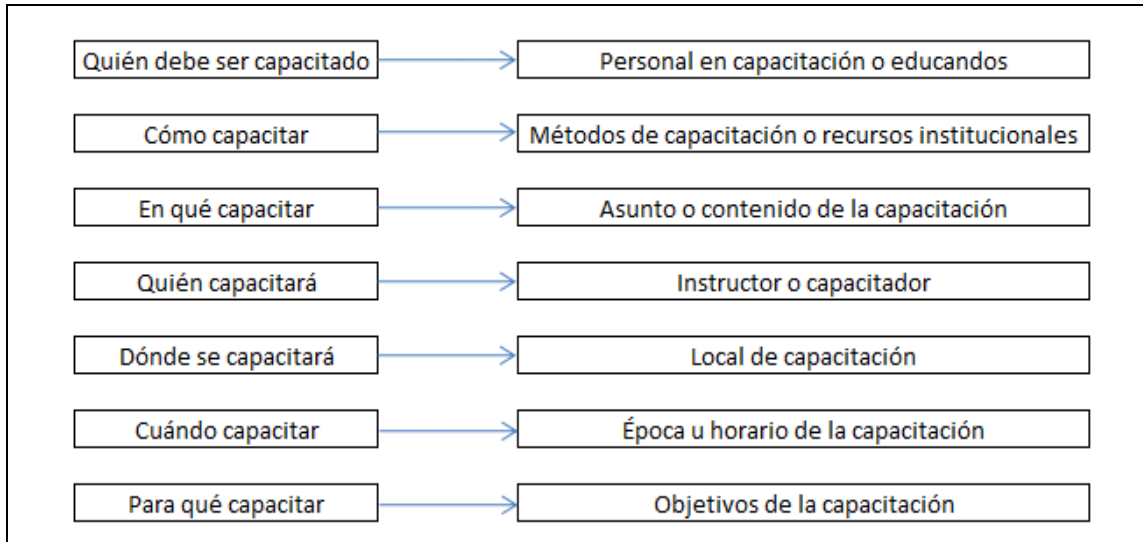 Quién debe ser capacitado
Personal en capacitación o educandos
Cómo capacitar
Métodos de capacitación o recursos institucionales
En qué capacitar
Asunto o contenido de la capacitación
Quién capacitará
Instructor o capacitador
Dónde se capacitará
Local de capacitación
Cuándo capacitar
Época u horario de la capacitación
Para qué capacitar
Objetivos de la capacitación